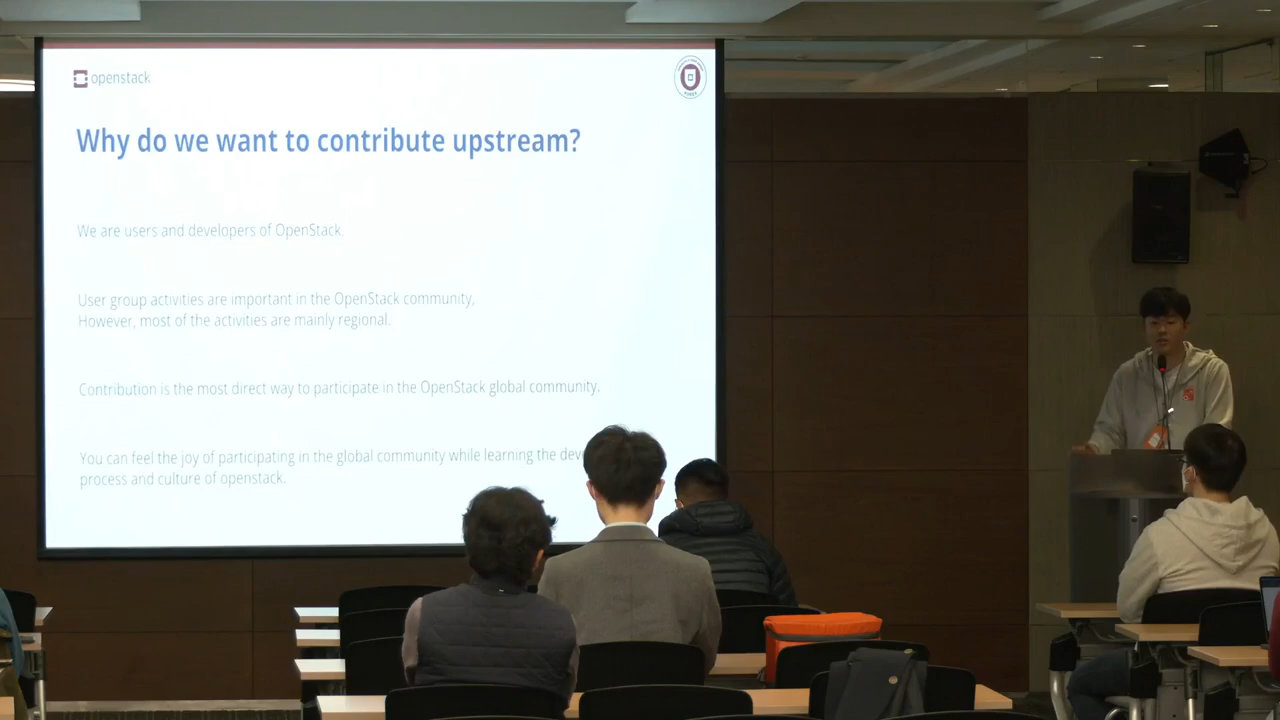 openstack
Why do we want to contribute upstream?
We are users and developers of OpenStack.
User group activities are important in the OpenStack community,
However, most of the activities are mainly regional.
Contribution is the most direct way to participate in the OpenStack global community.
You can feel the joy of participating in the global community while learning the
process and culture of openstack.